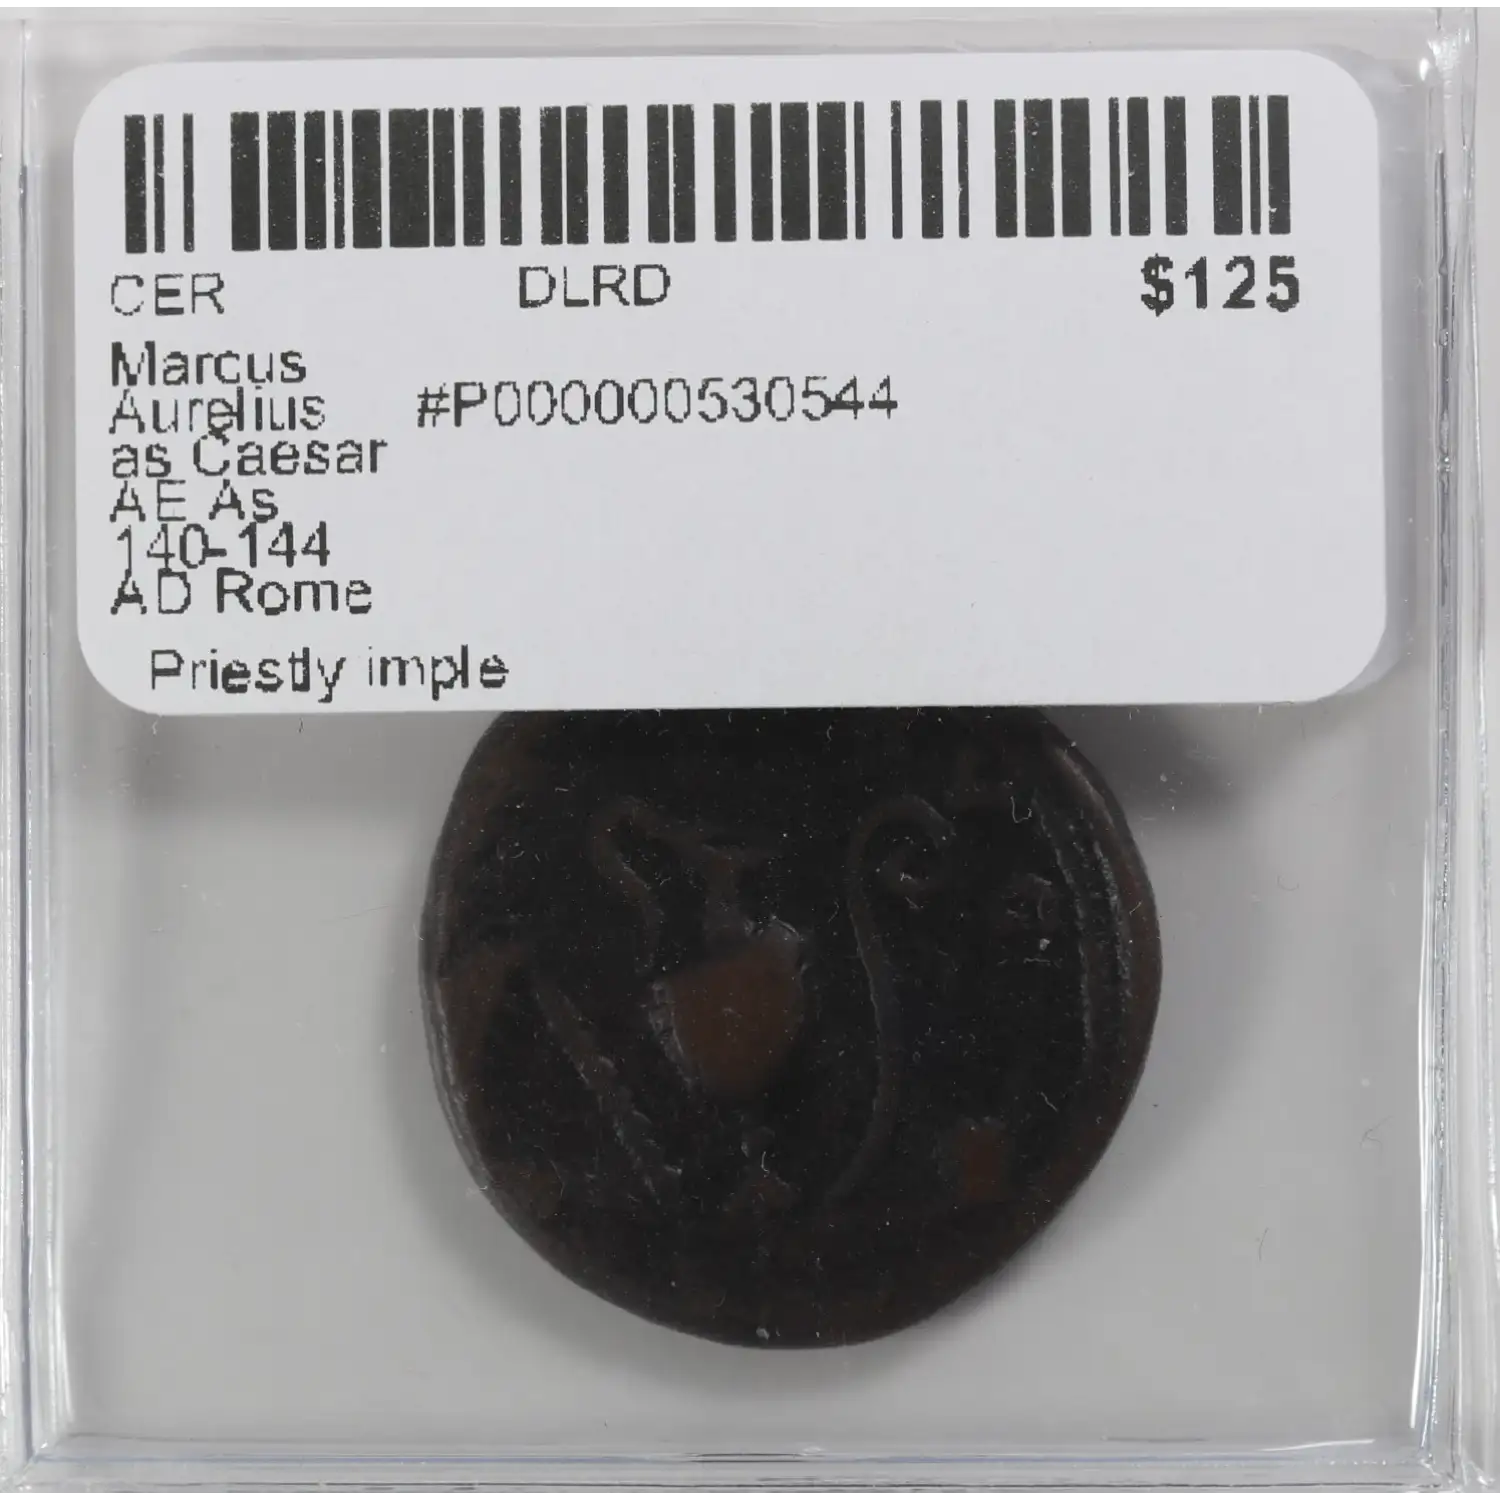 CER DLRD $125
Marcus
Aurelius #P000000530544
as Caesar
AE As
140-144
AD Rome
Priestly imple